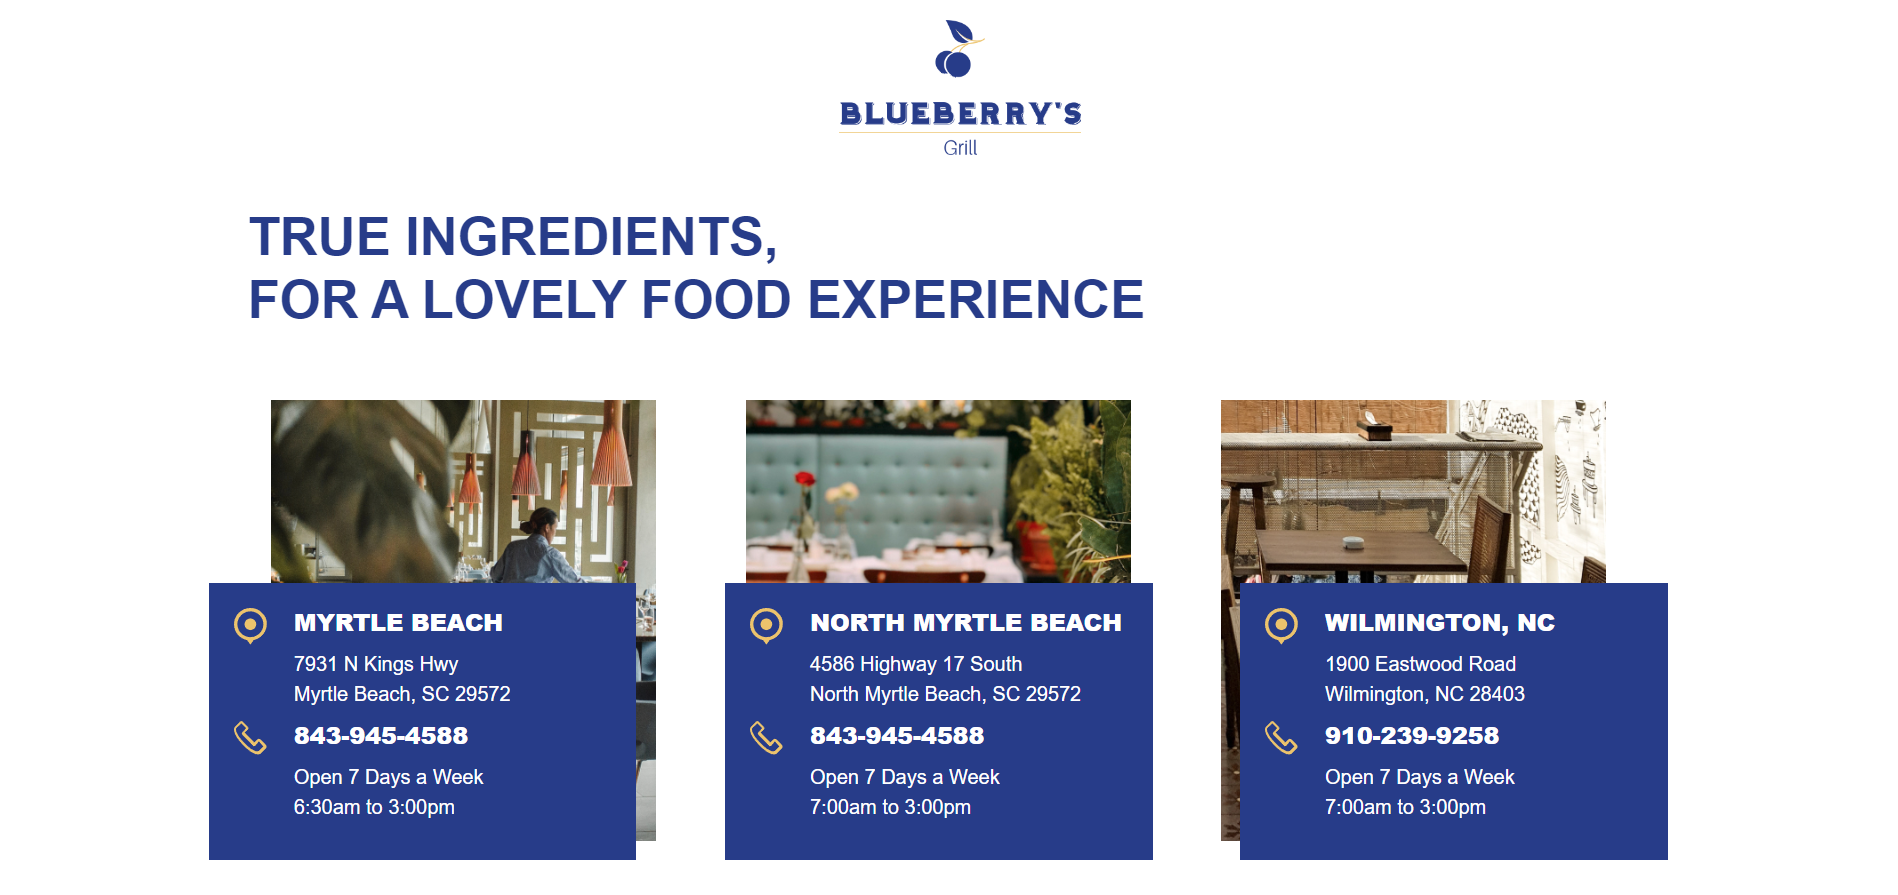 BLUEBERRY'S
Grill
TRUE INGREDIENTS,
FOR A LOVELY FOOD EXPERIENCE
MYRTLE BEACH
7931 N Kings Hwy
Myrtle Beach, SC 29572
843-945-4588
Open 7 Days a Week
6:30am to 3:00pm
NORTH MYRTLE BEACH
4586 Highway 17 South
North Myrtle Beach, SC 29572
843-945-4588
Open 7 Days a Week
7:00am to 3:00pm
WILMINGTON, NC
1900 Eastwood Road
Wilmington, NC 28403
910-239-9258
Open 7 Days a Week
7:00am to 3:00pm